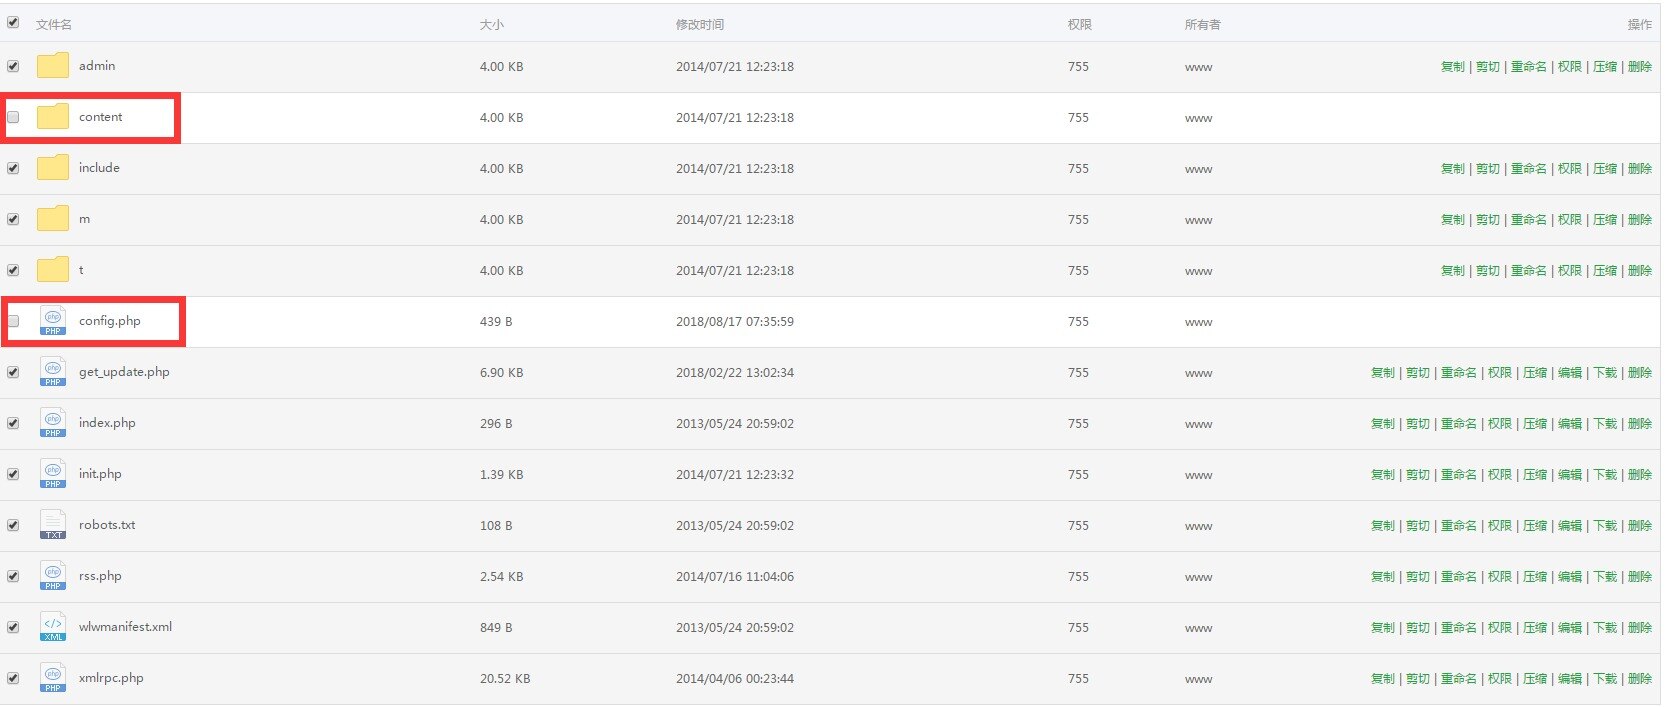 文件名 大小 修改时间 权限 所有者 操作
admin 4.00 KB 2014/07/21 12:23:18 755 www 复制 | 剪切 | 重命名 | 权限 | 压缩 | 删除
content 4.00 KB 2014/07/21 12:23:18 755 www
include 4.00 KB 2014/07/21 12:23:18 755 www 复制 | 剪切 | 重命名 | 权限 | 压缩 | 删除
m 4.00 KB 2014/07/21 12:23:18 755 www 复制 | 剪切 | 重命名 | 权限 | 压缩 | 删除
t 4.00 KB 2014/07/21 12:23:18 755 www 复制 | 剪切 | 重命名 | 权限 | 压缩 | 删除
php PHP config.php 439 B 2018/08/17 07:35:59 755 www
php PHP get_update.php 6.90 KB 2018/02/22 13:02:34 755 www 复制 | 剪切 | 重命名 | 权限 | 压缩 | 编辑 | 下载 | 删除
php PHP index.php 296 B 2013/05/24 20:59:02 755 www 复制 | 剪切 | 重命名 | 权限 | 压缩 | 编辑 | 下载 | 删除
php PHP init.php 1.39 KB 2014/07/21 12:23:32 755 www 复制 | 剪切 | 重命名 | 权限 | 压缩 | 编辑 | 下载 | 删除
TXT robots.txt 108 B 2013/05/24 20:59:02 755 www 复制 | 剪切 | 重命名 | 权限 | 压缩 | 编辑 | 下载 | 删除
php PHP rss.php 2.54 KB 2014/07/16 11:04:06 755 www 复制 | 剪切 | 重命名 | 权限 | 压缩 | 编辑 | 下载 | 删除
</> XML wlwmanifest.xml 849 B 2013/05/24 20:59:02 755 www 复制 | 剪切 | 重命名 | 权限 | 压缩 | 编辑 | 下载 | 删除
php PHP xmlrpc.php 20.52 KB 2014/04/06 00:23:44 755 www 复制 | 剪切 | 重命名 | 权限 | 压缩 | 编辑 | 下载 | 删除